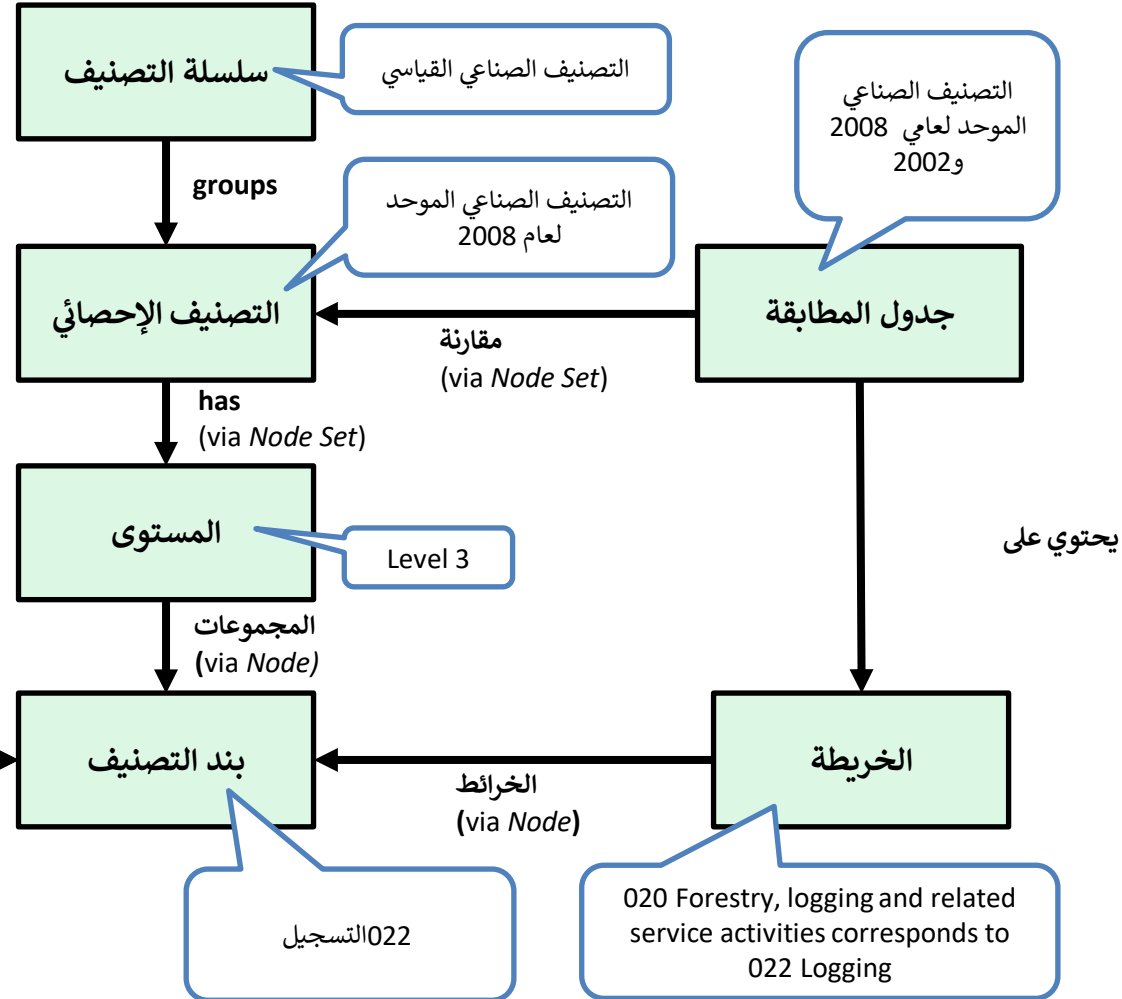 سلسلة التصنيف
التصنيف الصناعي القياسي
التصنيف الصناعي
الموحد لعامي 2008
و2002
groups
التصنيف الصناعي الموحد
لعام 2008
التصنيف الإحصائي
جدول المطابقة
مقارنة
(via Node Set)
has
(via Node Set)
المستوى
Level 3
يحتوي على
المجموعات
(via Node)
بند التصنيف
الخريطة
الخرائط
(via Node)
022التسجيل
020 Forestry, logging and related
service activities corresponds to
022 Logging